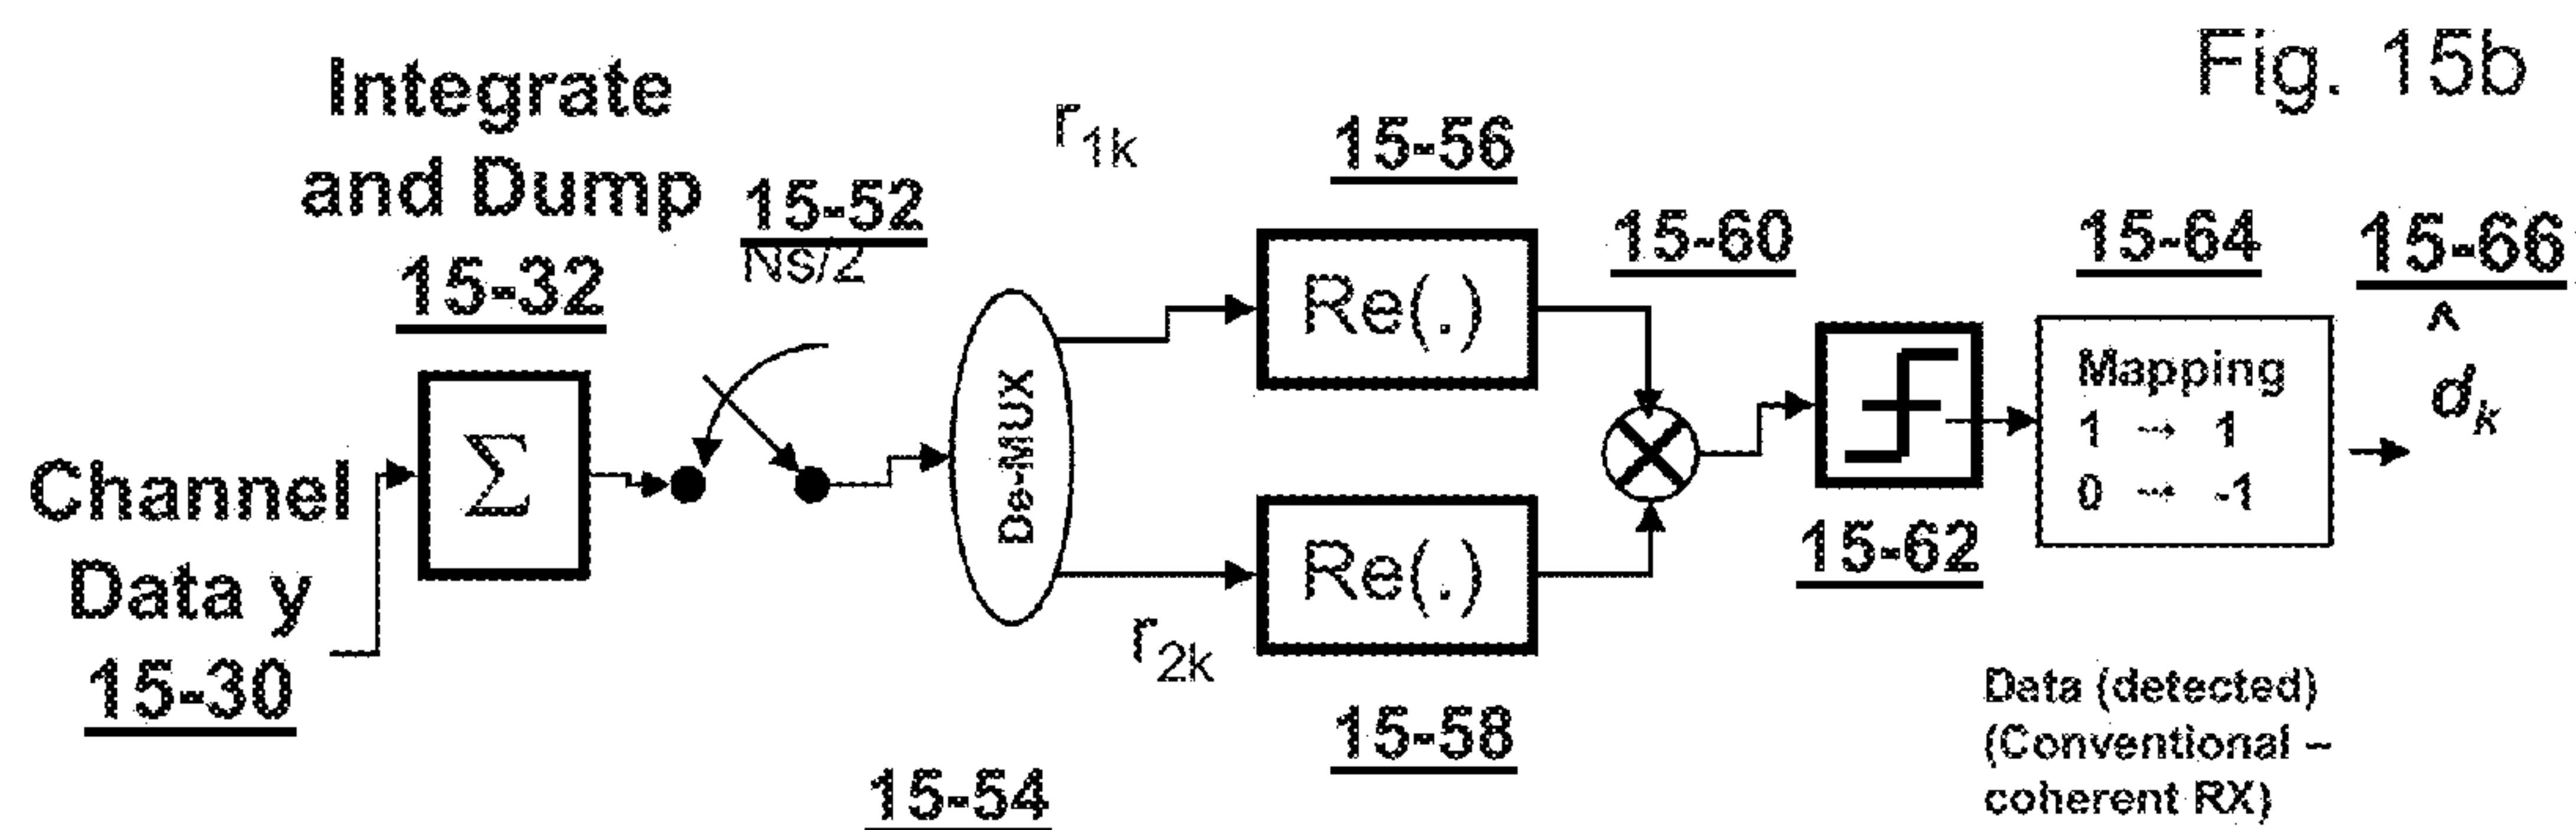 Fig. 15b
Integrate
and Dump
15-32
15-52
Ns/2
r1k
15-56
15-60
15-64
15-66
Re(.)
Σ
De-MUX
Mapping
1 → 1
0 → -1
^
dk
Channel
Data y
15-30
Re(.)
r2k
15-62
15-58
15-54
Data (detected)
(Conventional –
coherent RX)